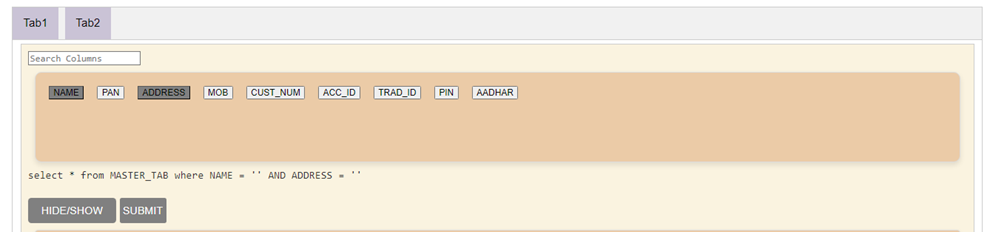 Tab1 Tab2
Search Columns
NAME PAN ADDRESS MOB CUST_NUM ACC_ID TRAD_ID PIN AADHAR
select * from MASTER_TAB where NAME = '' AND ADDRESS = ''
HIDE/SHOW SUBMIT